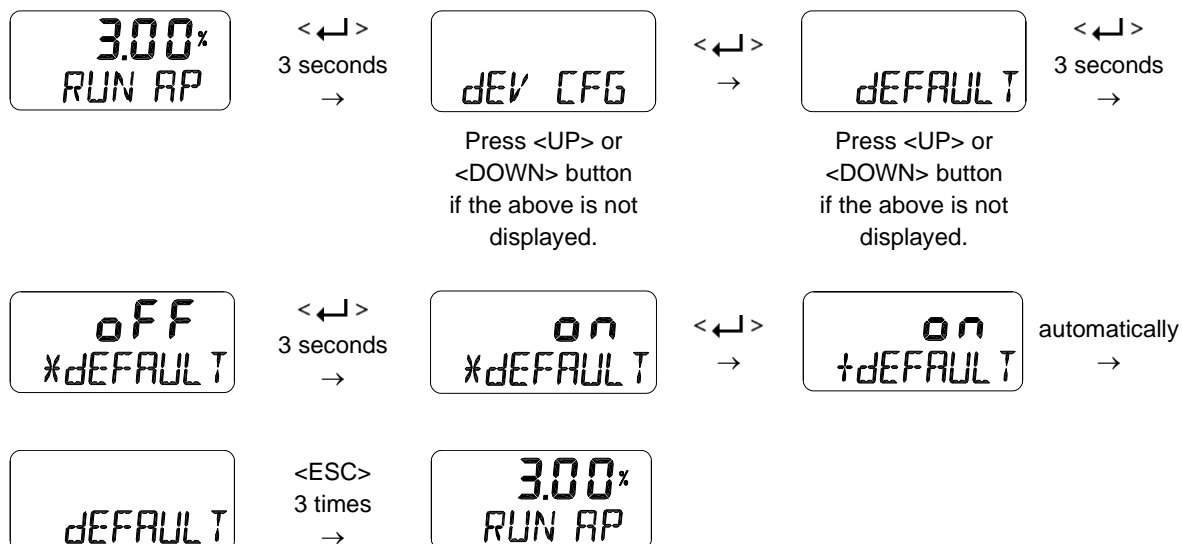 3.00%
RUN AP
< ↵ >
3 seconds
→
dEV CFG
Press <UP> or
<DOWN> button
if the above is not
displayed.
< ↵ >
→
dEFAULT
Press <UP> or
<DOWN> button
if the above is not
displayed.
< ↵ >
3 seconds
→
oFF
*dEFAULT
< ↵ >
3 seconds
→
on
*dEFAULT
< ↵ >
→
on
+dEFAULT
automatically
→
dEFAULT
<ESC>
3 times
→
3.00%
RUN AP